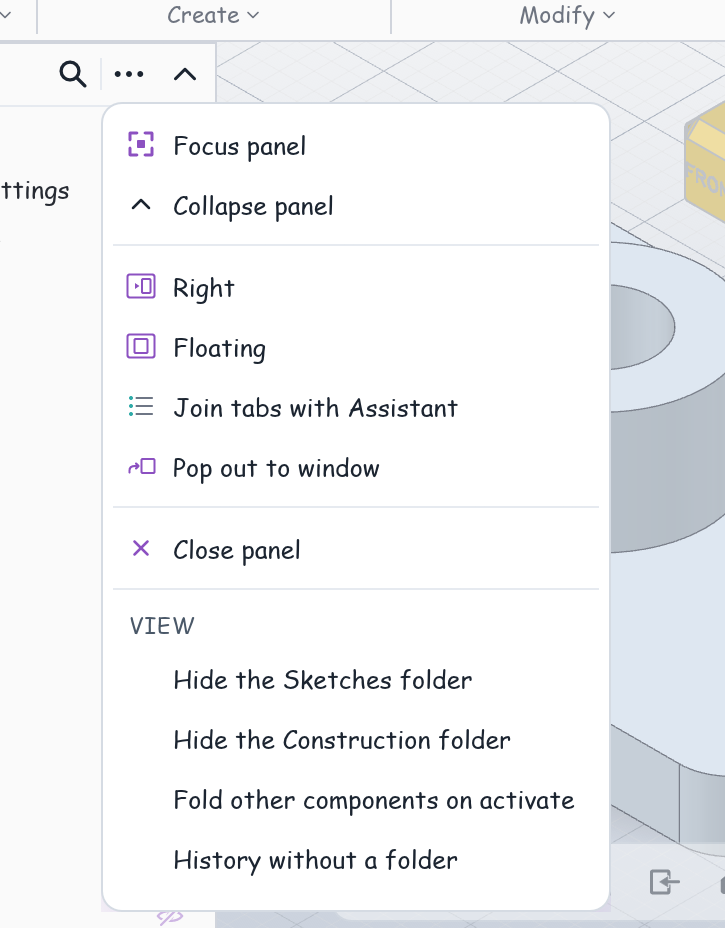 Create
Modify
Focus panel
ttings
Collapse panel
Right
Floating
Join tabs with Assistant
Pop out to window
Close panel
VIEW
Hide the Sketches folder
Hide the Construction folder
Fold other components on activate
History without a folder